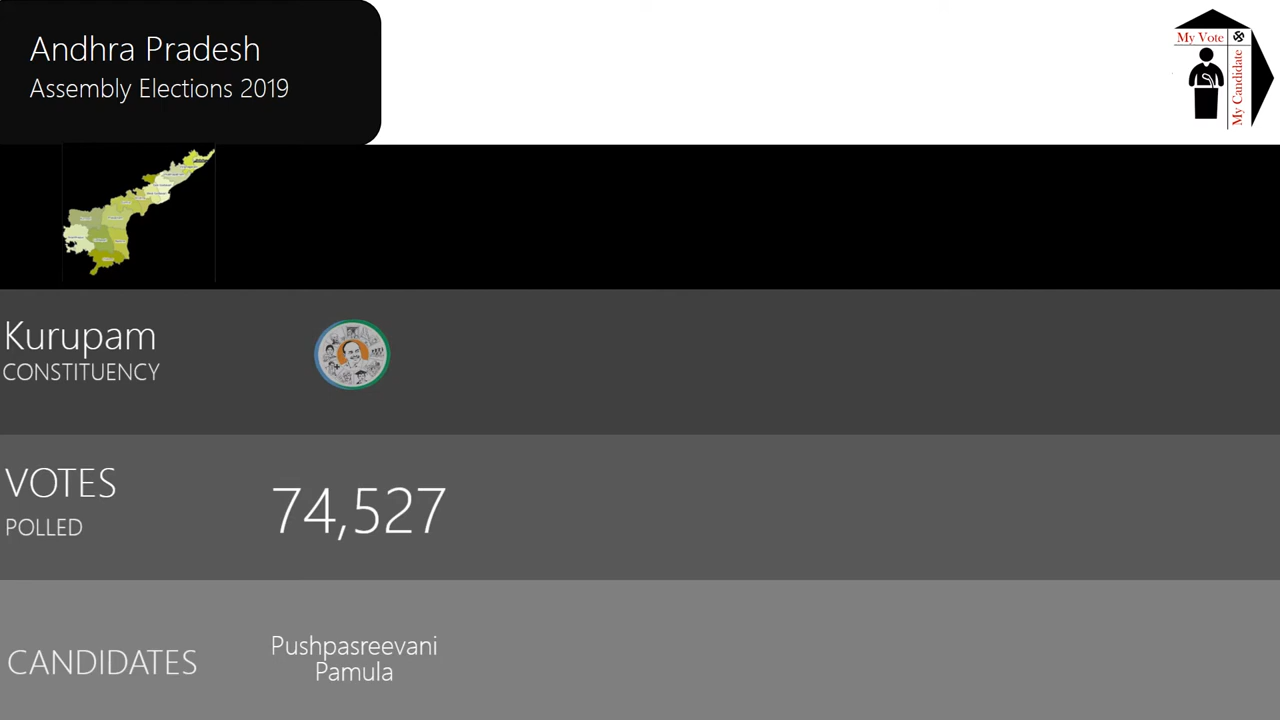 Andhra Pradesh
Assembly Elections 2019
My Vote
My Candidate
Kurupam
CONSTITUENCY
VOTES
POLLED
74,527
CANDIDATES
Pushpasreevani
Pamula